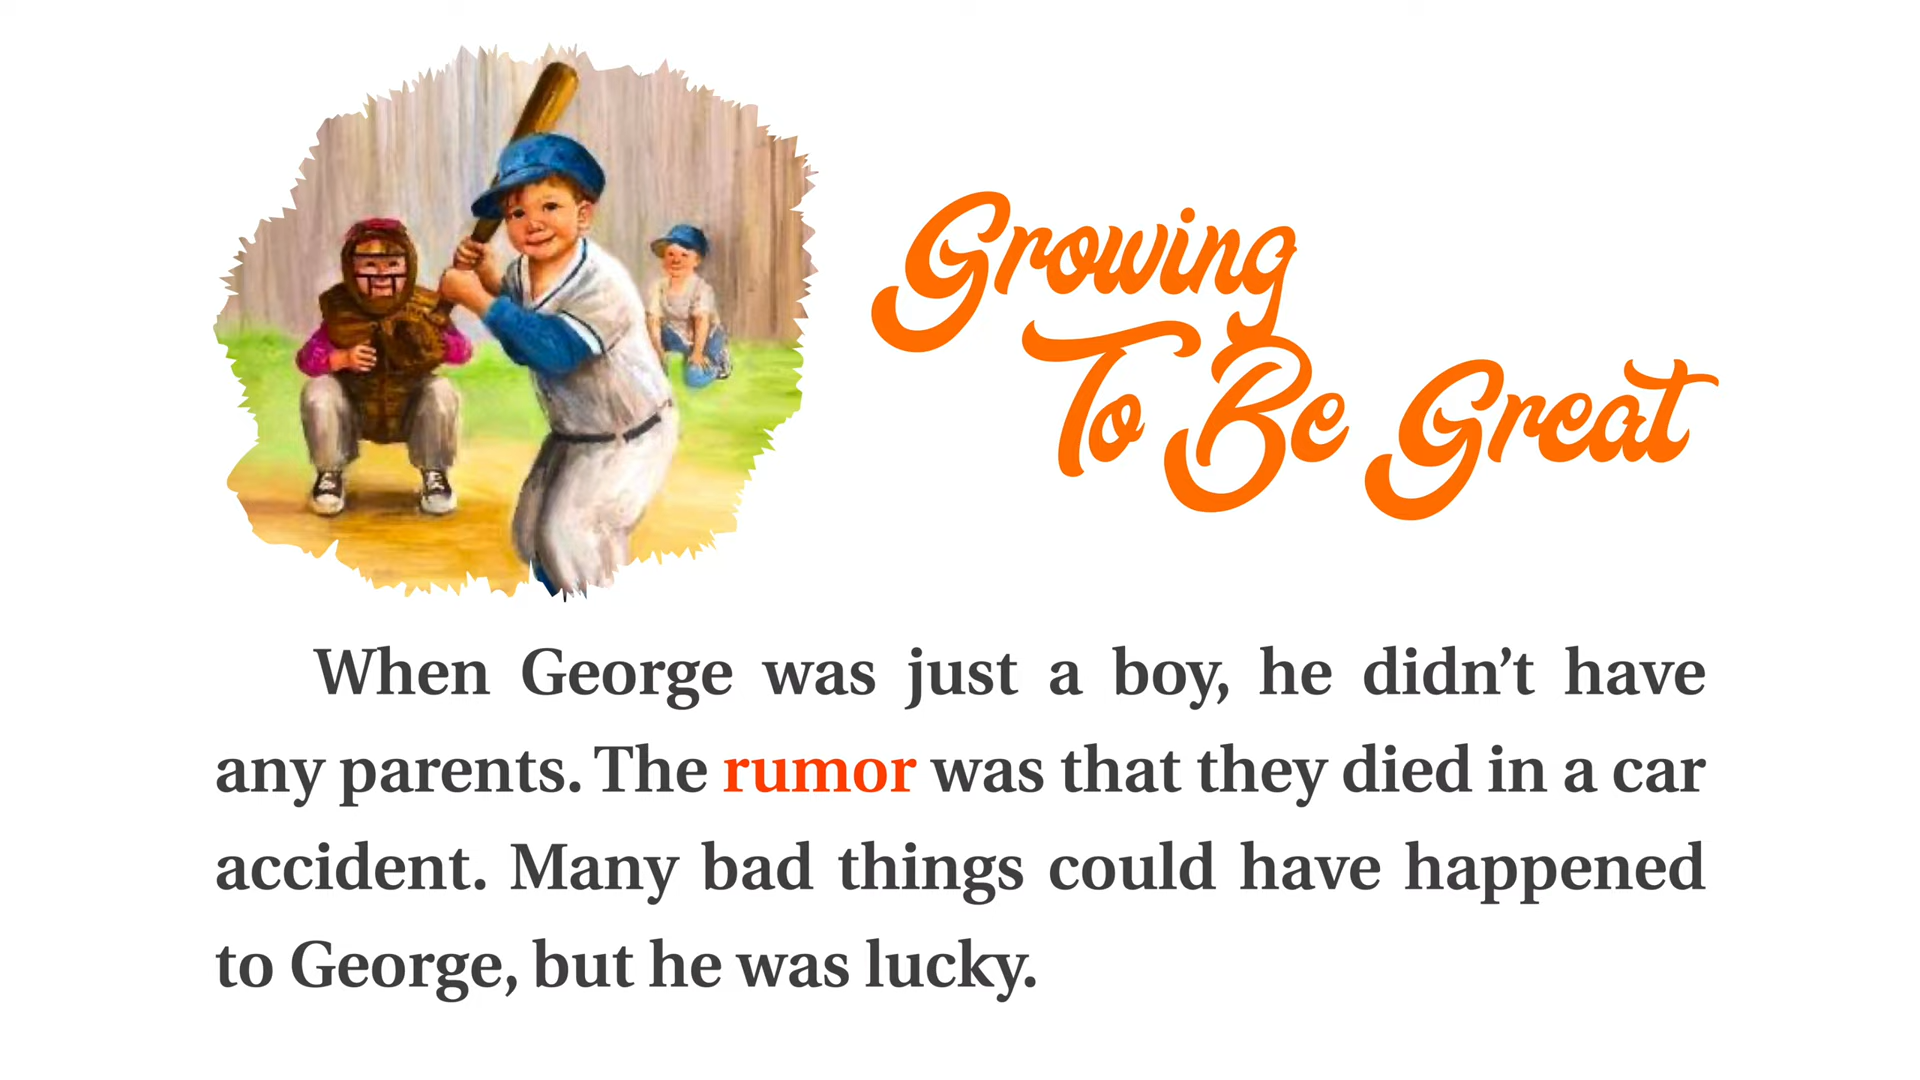 Growing
To Be Great
When George was just a boy, he didn’t have
any parents. The rumor was that they died in a car
accident. Many bad things could have happened
to George, but he was lucky.